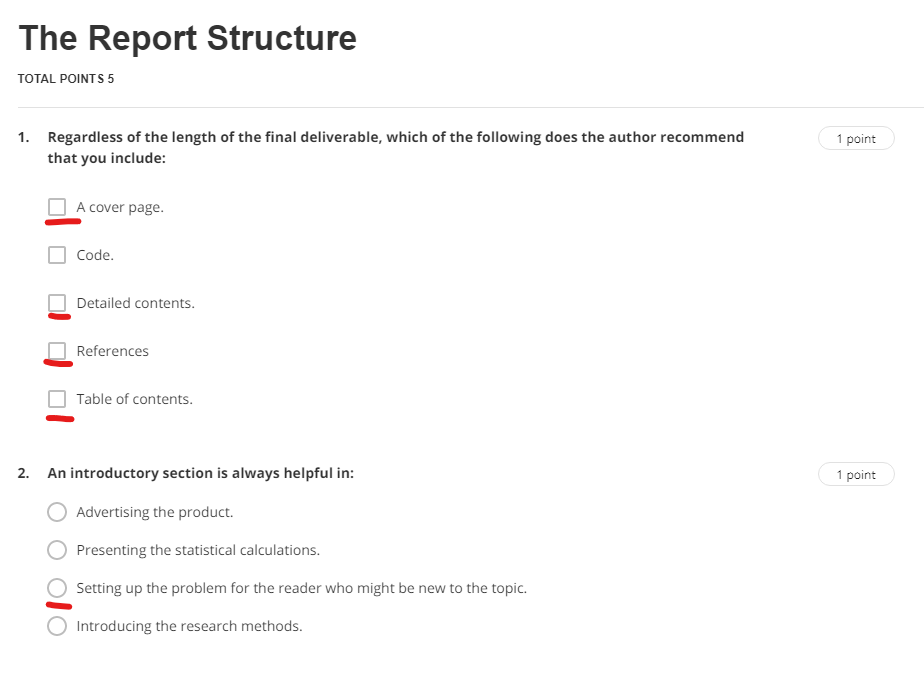 The Report Structure
TOTAL POINTS 5
1. Regardless of the length of the final deliverable, which of the following does the author recommend
that you include:
1 point
A cover page.
Code.
Detailed contents.
References
Table of contents.
2. An introductory section is always helpful in:
1 point
Advertising the product.
Presenting the statistical calculations.
Setting up the problem for the reader who might be new to the topic.
Introducing the research methods.